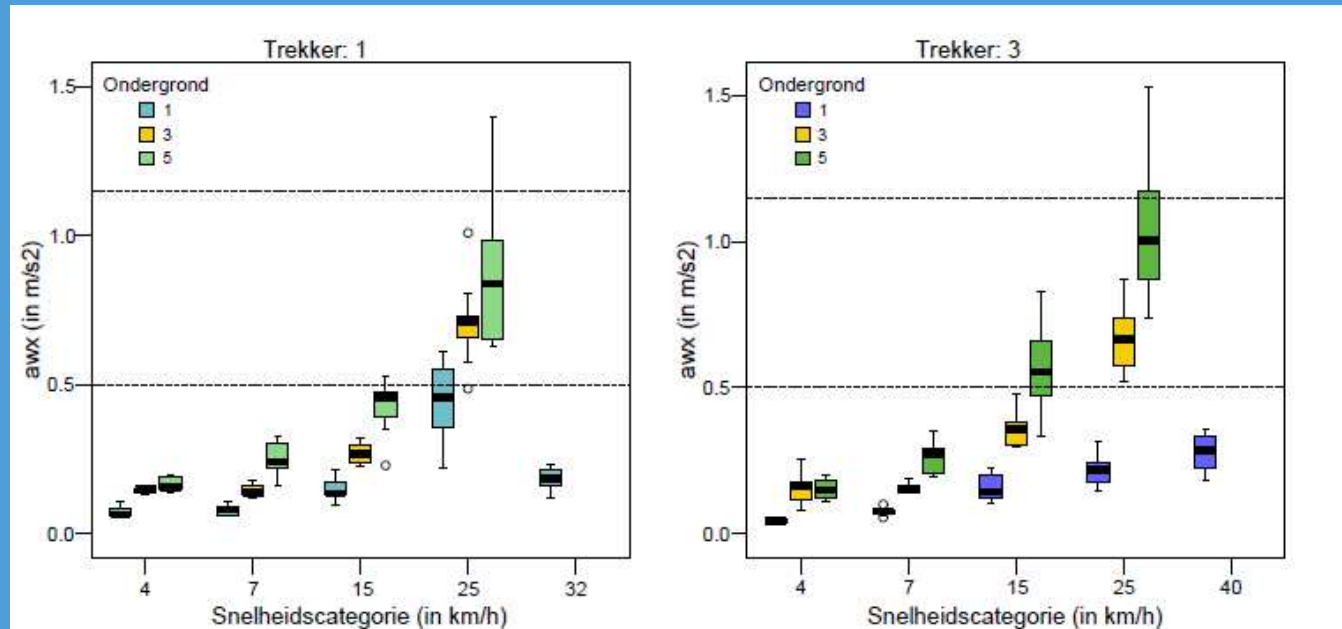 Trekker: 1
Ondergrond
1
3
5
1.5
1.0
0.5
0.0
awx (in m/s2)
4 7 15 25 32
Snelheidscategorie (in km/h)
Trekker: 3
Ondergrond
1
3
5
1.5
1.0
0.5
0.0
awx (in m/s2)
4 7 15 25 40
Snelheidscategorie (in km/h)